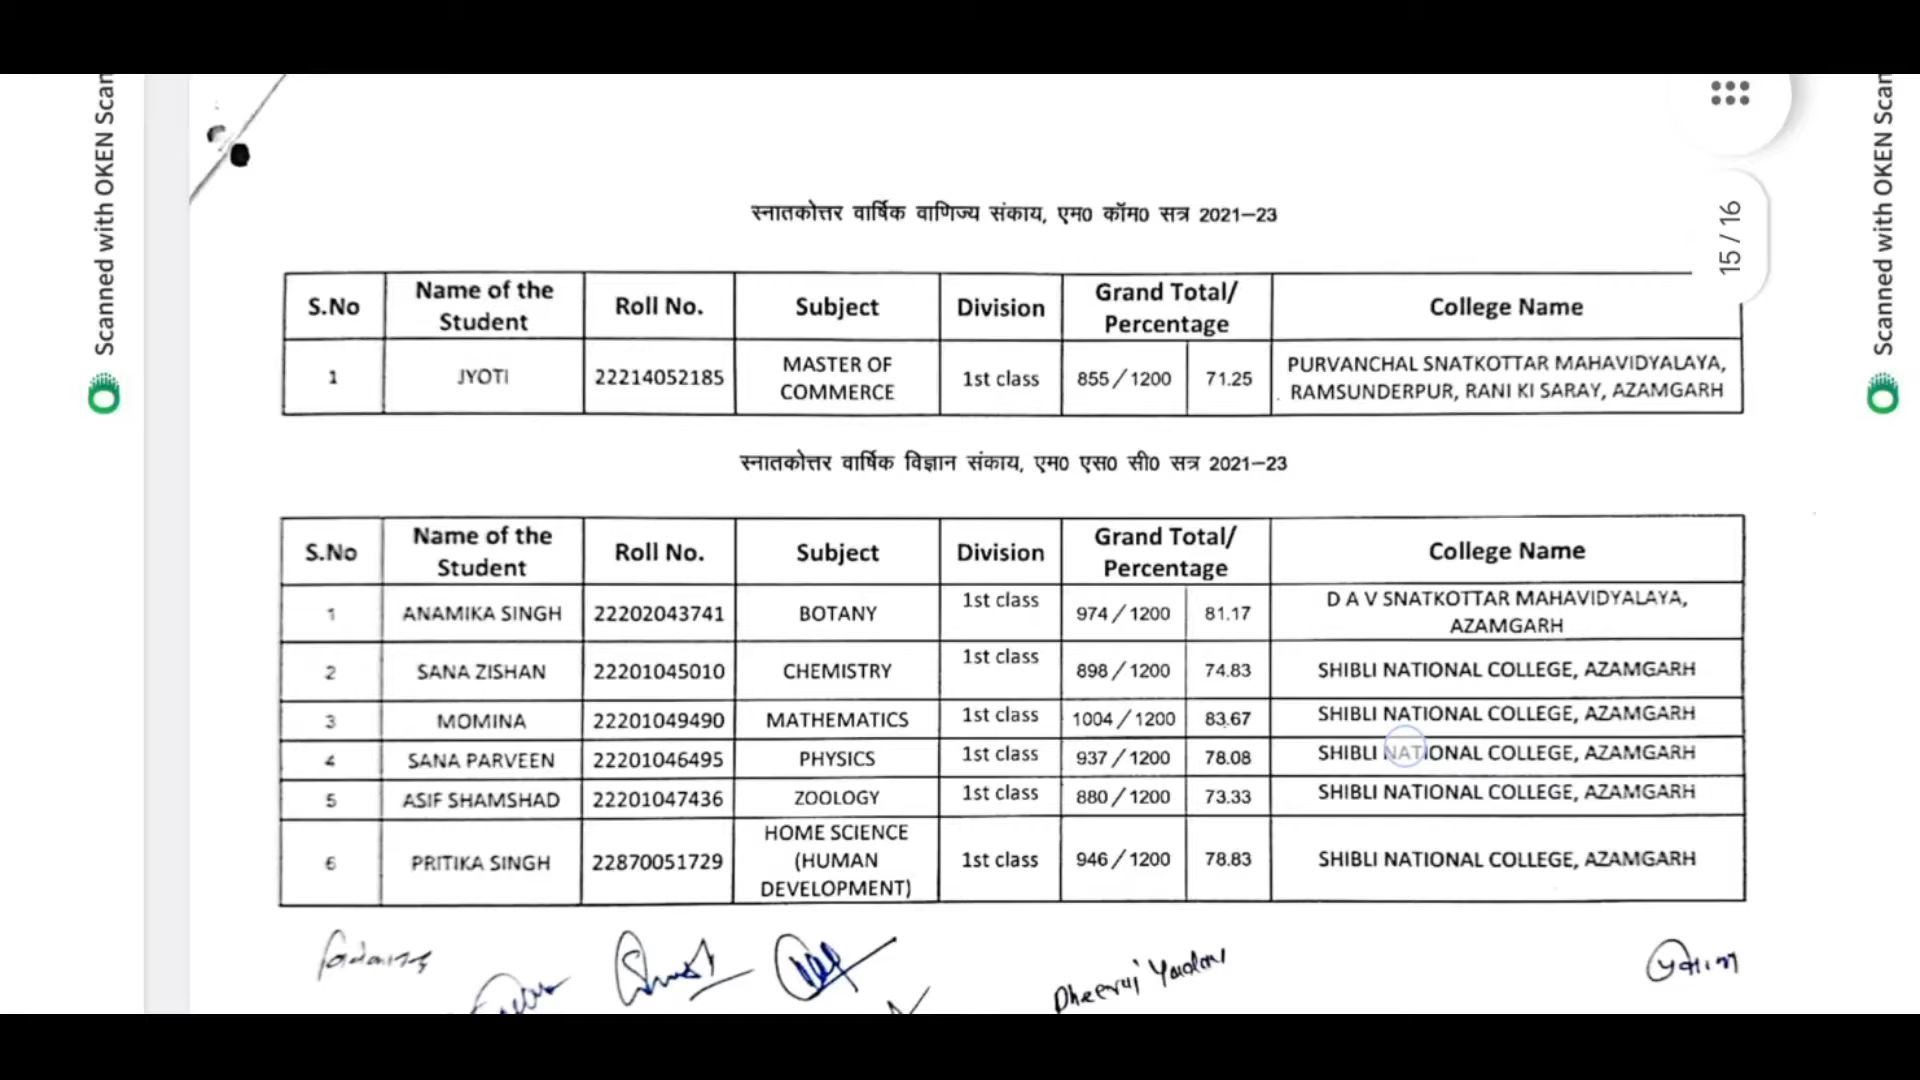 स्नातकोत्तर वार्षिक वाणिज्य संकाय, एम0 कॉम0 सत्र 2021-23
S.No Name of the Student Roll No. Subject Division Grand Total/ Percentage College Name
1 JYOTI 22214052185 MASTER OF COMMERCE 1st class 855/1200 71.25 PURVANCHAL SNATKOTTAR MAHAVIDYALAYA, RAMSUNDERPUR, RANI KI SARAY, AZAMGARH
स्नातकोत्तर वार्षिक विज्ञान संकाय, एम0 एस0 सी0 सत्र 2021-23
S.No Name of the Student Roll No. Subject Division Grand Total/ Percentage College Name
1 ANAMIKA SINGH 22202043741 BOTANY 1st class 974/1200 81.17 D A V SNATKOTTAR MAHAVIDYALAYA, AZAMGARH
2 SANA ZISHAN 22201045010 CHEMISTRY 1st class 898/1200 74.83 SHIBLI NATIONAL COLLEGE, AZAMGARH
3 MOMINA 22201049490 MATHEMATICS 1st class 1004/1200 83.67 SHIBLI NATIONAL COLLEGE, AZAMGARH
4 SANA PARVEEN 22201046495 PHYSICS 1st class 937/1200 78.08 SHIBLI NATIONAL COLLEGE, AZAMGARH
5 ASIF SHAMSHAD 22201047436 ZOOLOGY 1st class 880/1200 73.33 SHIBLI NATIONAL COLLEGE, AZAMGARH
6 PRITIKA SINGH 22870051729 HOME SCIENCE (HUMAN DEVELOPMENT) 1st class 946/1200 78.83 SHIBLI NATIONAL COLLEGE, AZAMGARH
Dheeraj Yadav
15/16
Scanned with OKEN Scan
Scanned with OKEN Scan